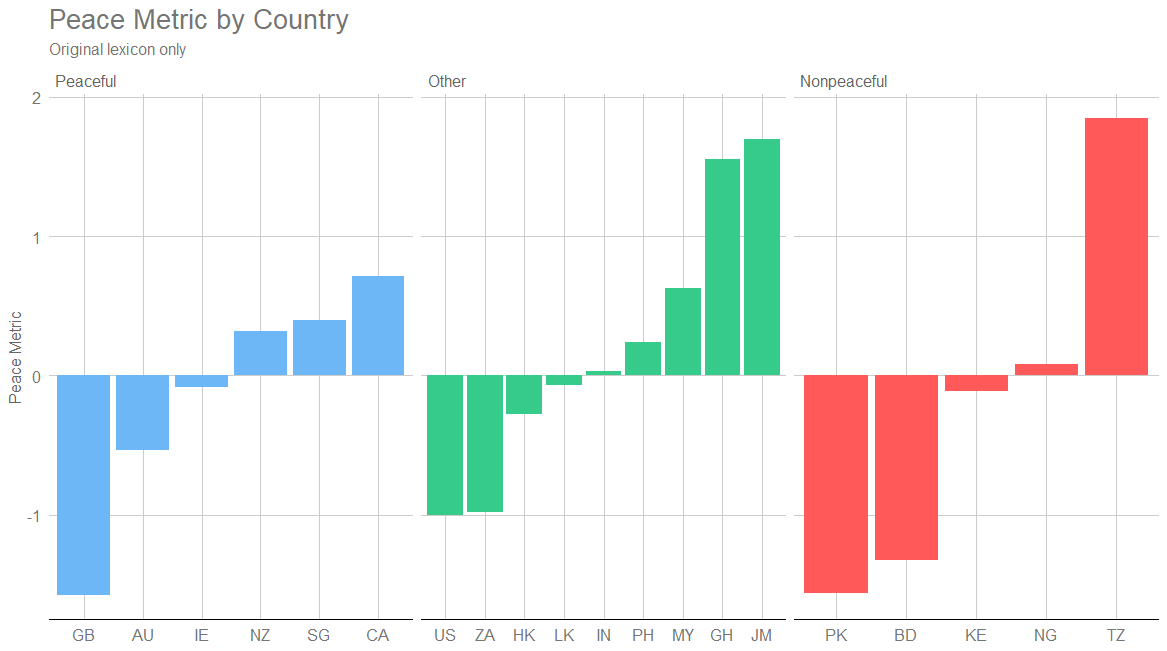 Peace Metric by Country
Original lexicon only
Peaceful
Other
Nonpeaceful
Peace Metric
2
1
0
-1
GB AU IE NZ SG CA
US ZA HK LK IN PH MY GH JM
PK BD KE NG TZ